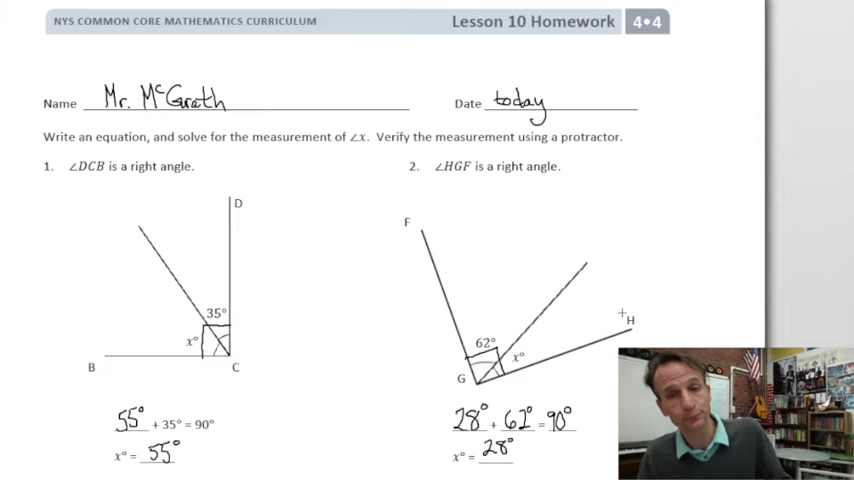 NYS COMMON CORE MATHEMATICS CURRICULUM Lesson 10 Homework 4•4
Name Mr. McGrath Date today
Write an equation, and solve for the measurement of ∠x. Verify the measurement using a protractor.
1. ∠DCB is a right angle. 2. ∠HGF is a right angle.
D
F
35°
H
x°
62°
x°
B
C
G
55° + 35° = 90° 28° + 62° = 90°
x° = 55° x° = 28°